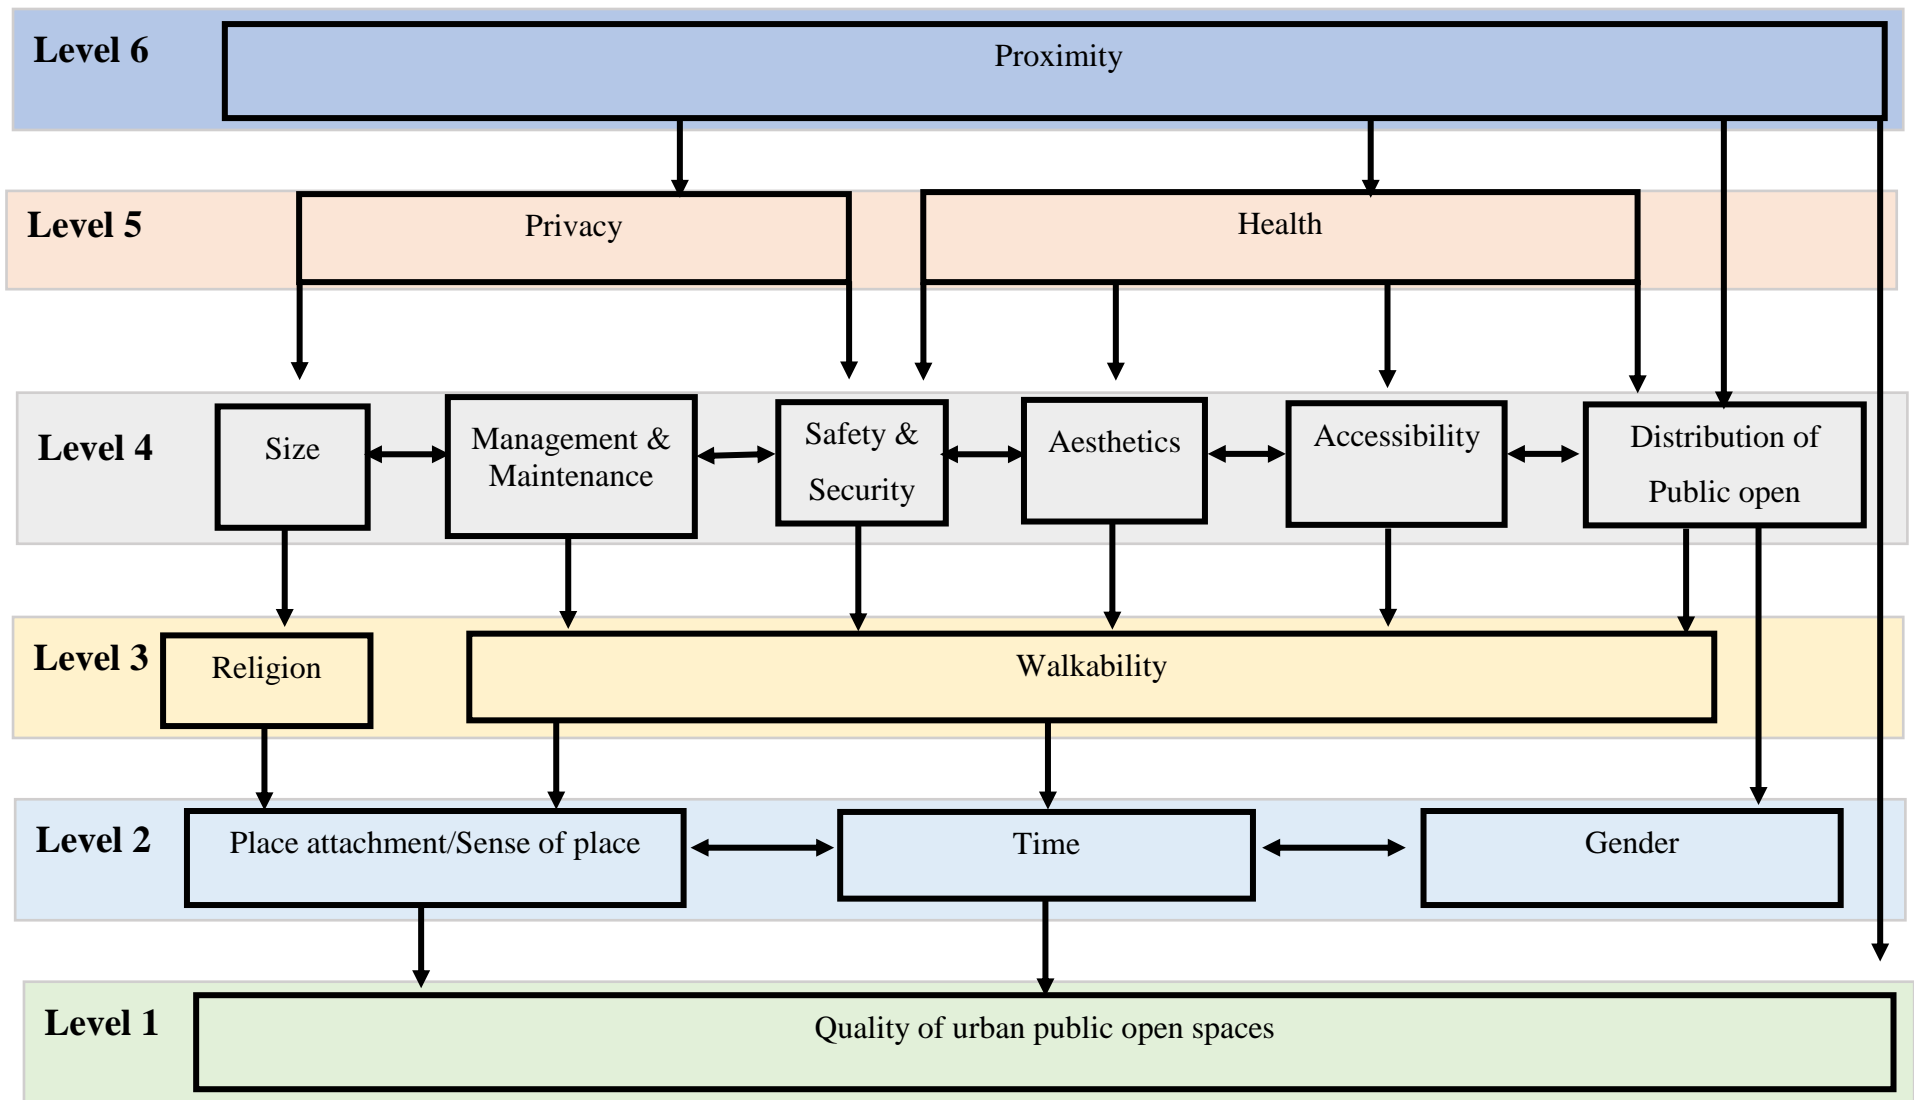 Level 6
Proximity
Level 5
Privacy
Health
Level 4
Size
Management &
Maintenance
Safety &
Security
Aesthetics
Accessibility
Distribution of
Public open
Level 3
Religion
Walkability
Level 2
Place attachment/Sense of place
Time
Gender
Level 1
Quality of urban public open spaces